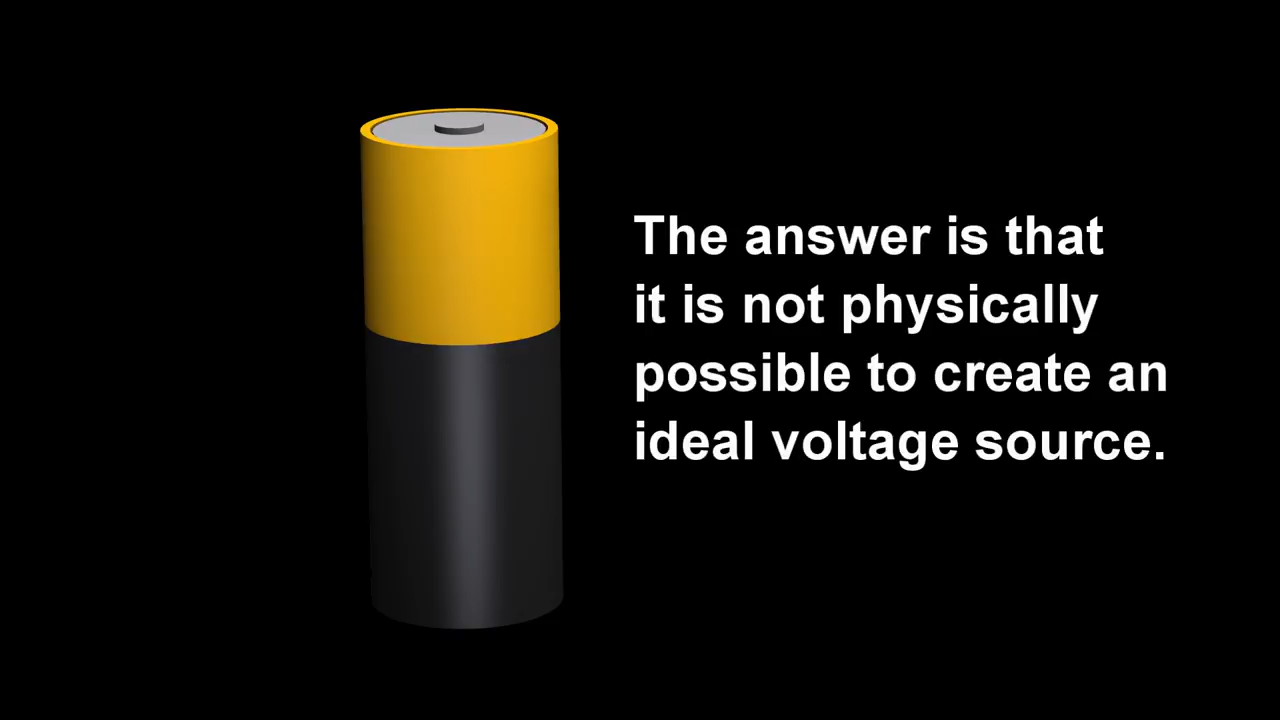 The answer is that
it is not physically
possible to create an
ideal voltage source.